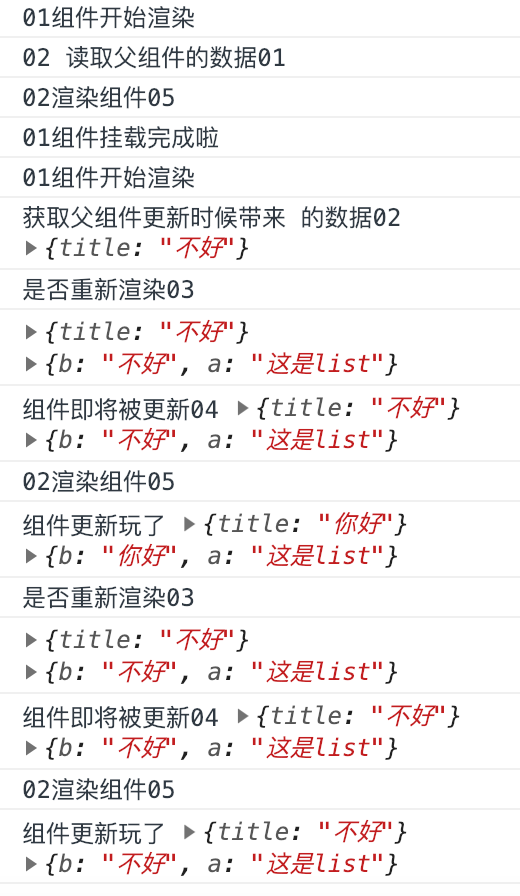 01组件开始渲染
02 读取父组件的数据01
02渲染组件05
01组件挂载完成啦
01组件开始渲染
获取父组件更新时候带来 的数据02
▶{title: "不好"}
是否重新渲染03
▶{title: "不好"}
▶{b: "不好", a: "这是list"}
组件即将被更新04 ▶{title: "不好"}
▶{b: "不好", a: "这是list"}
02渲染组件05
组件更新玩了 ▶{title: "你好"}
▶{b: "你好", a: "这是list"}
是否重新渲染03
▶{title: "不好"}
▶{b: "不好", a: "这是list"}
组件即将被更新04 ▶{title: "不好"}
▶{b: "不好", a: "这是list"}
02渲染组件05
组件更新玩了 ▶{title: "不好"}
▶{b: "不好", a: "这是list"}